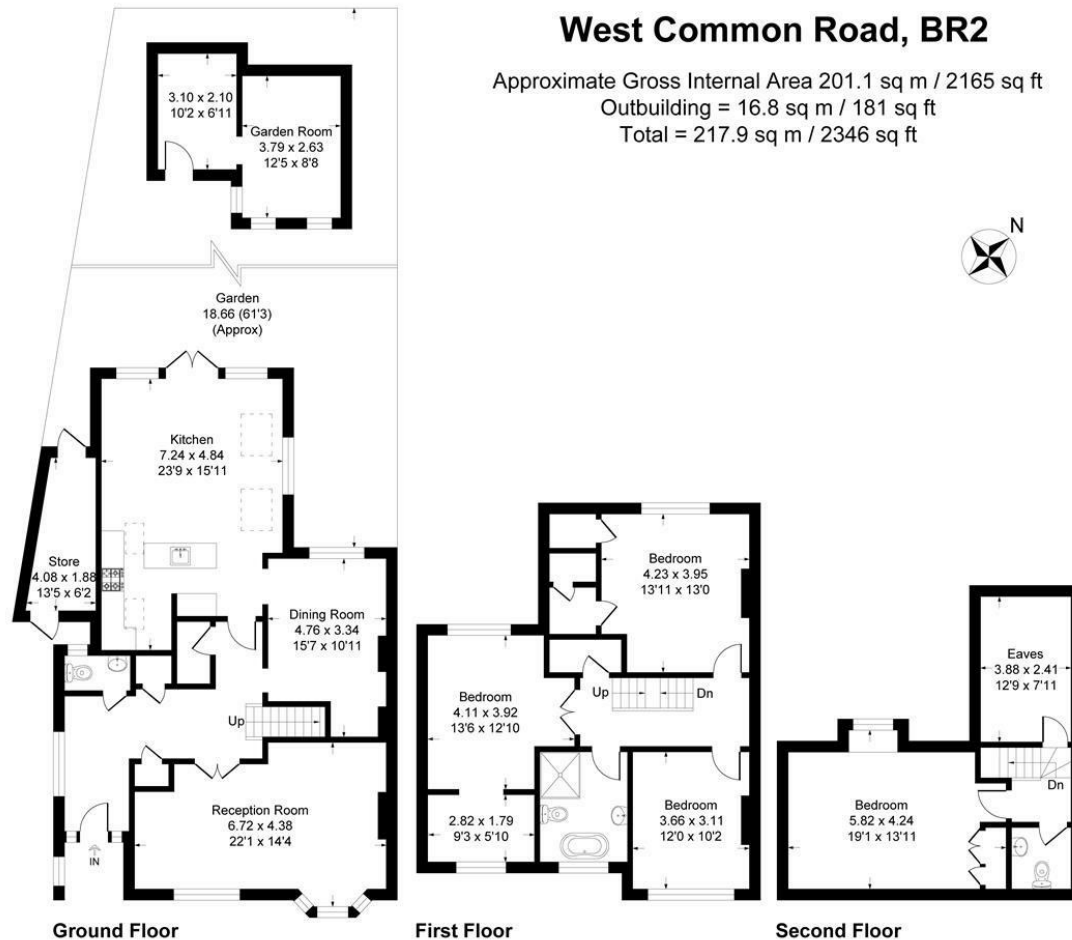 West Common Road, BR2
Approximate Gross Internal Area 201.1 sq m / 2165 sq ft
Outbuilding = 16.8 sq m / 181 sq ft
Total = 217.9 sq m / 2346 sq ft
N
3.10 x 2.10
10'2 x 6'11
Garden Room
3.79 x 2.63
12'5 x 8'8
Garden
18.66 (61'3)
(Approx)
Kitchen
7.24 x 4.84
23'9 x 15'11
Store
4.08 x 1.88
13'5 x 6'2
Dining Room
4.76 x 3.34
15'7 x 10'11
Up
Reception Room
6.72 x 4.38
22'1 x 14'4
IN
Ground Floor
Bedroom
4.23 x 3.95
13'11 x 13'0
Bedroom
4.11 x 3.92
13'6 x 12'10
Up
Dn
2.82 x 1.79
9'3 x 5'10
Bedroom
3.66 x 3.11
12'0 x 10'2
First Floor
Eaves
3.88 x 2.41
12'9 x 7'11
Dn
Bedroom
5.82 x 4.24
19'1 x 13'11
Second Floor